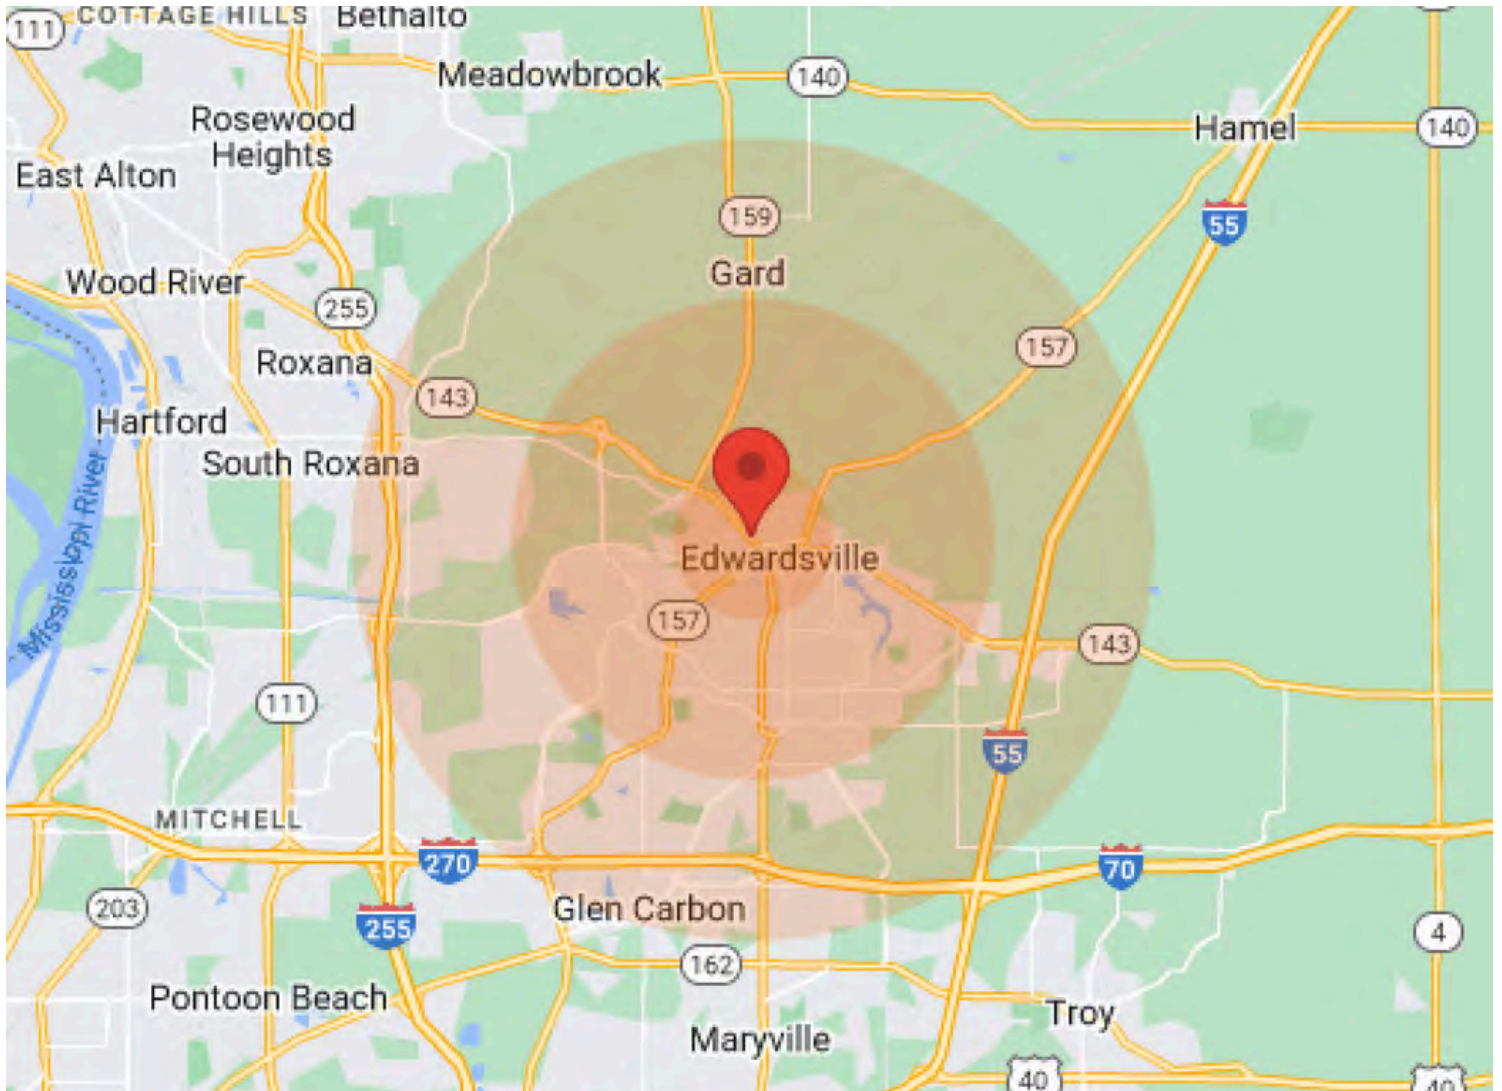 COTTAGE HILLS
Bethalto
111
Meadowbrook
140
Rosewood
Heights
Hamel
140
East Alton
159
55
Gard
Wood River
255
157
Roxana
143
Hartford
South Roxana
Mississippi River
Edwardsville
157
143
111
55
MITCHELL
270
70
203
Glen Carbon
255
4
162
Pontoon Beach
Troy
Maryville
40
40